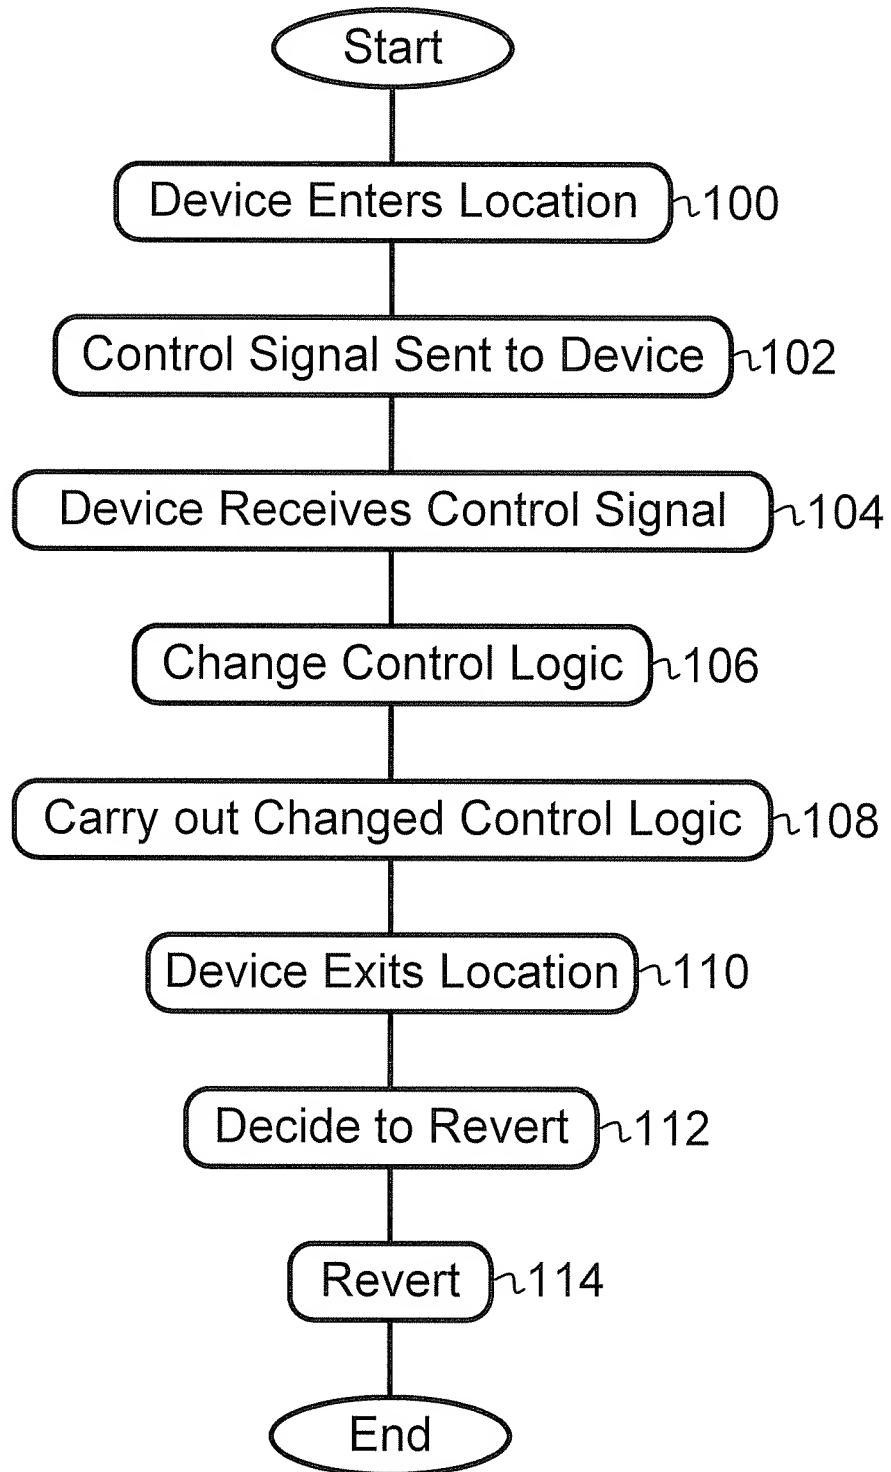 Start
Device Enters Location 100
Control Signal Sent to Device 102
Device Receives Control Signal 104
Change Control Logic 106
Carry out Changed Control Logic 108
Device Exits Location 110
Decide to Revert 112
Revert 114
End